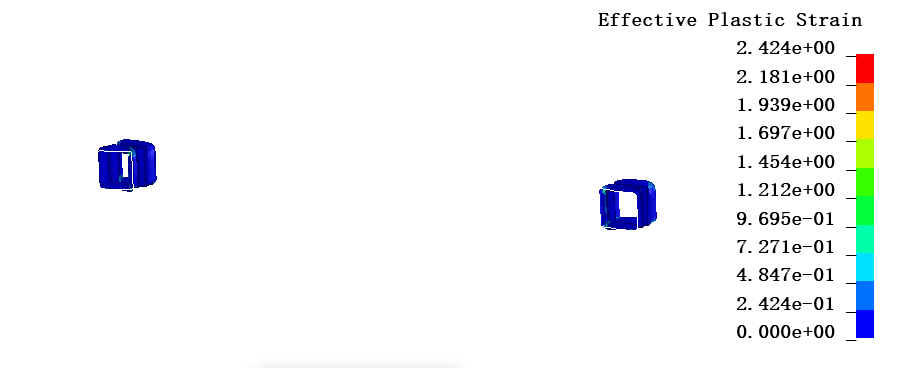 Effective Plastic Strain
2.424e+00
2.181e+00
1.939e+00
1.697e+00
1.454e+00
1.212e+00
9.695e-01
7.271e-01
4.847e-01
2.424e-01
0.000e+00